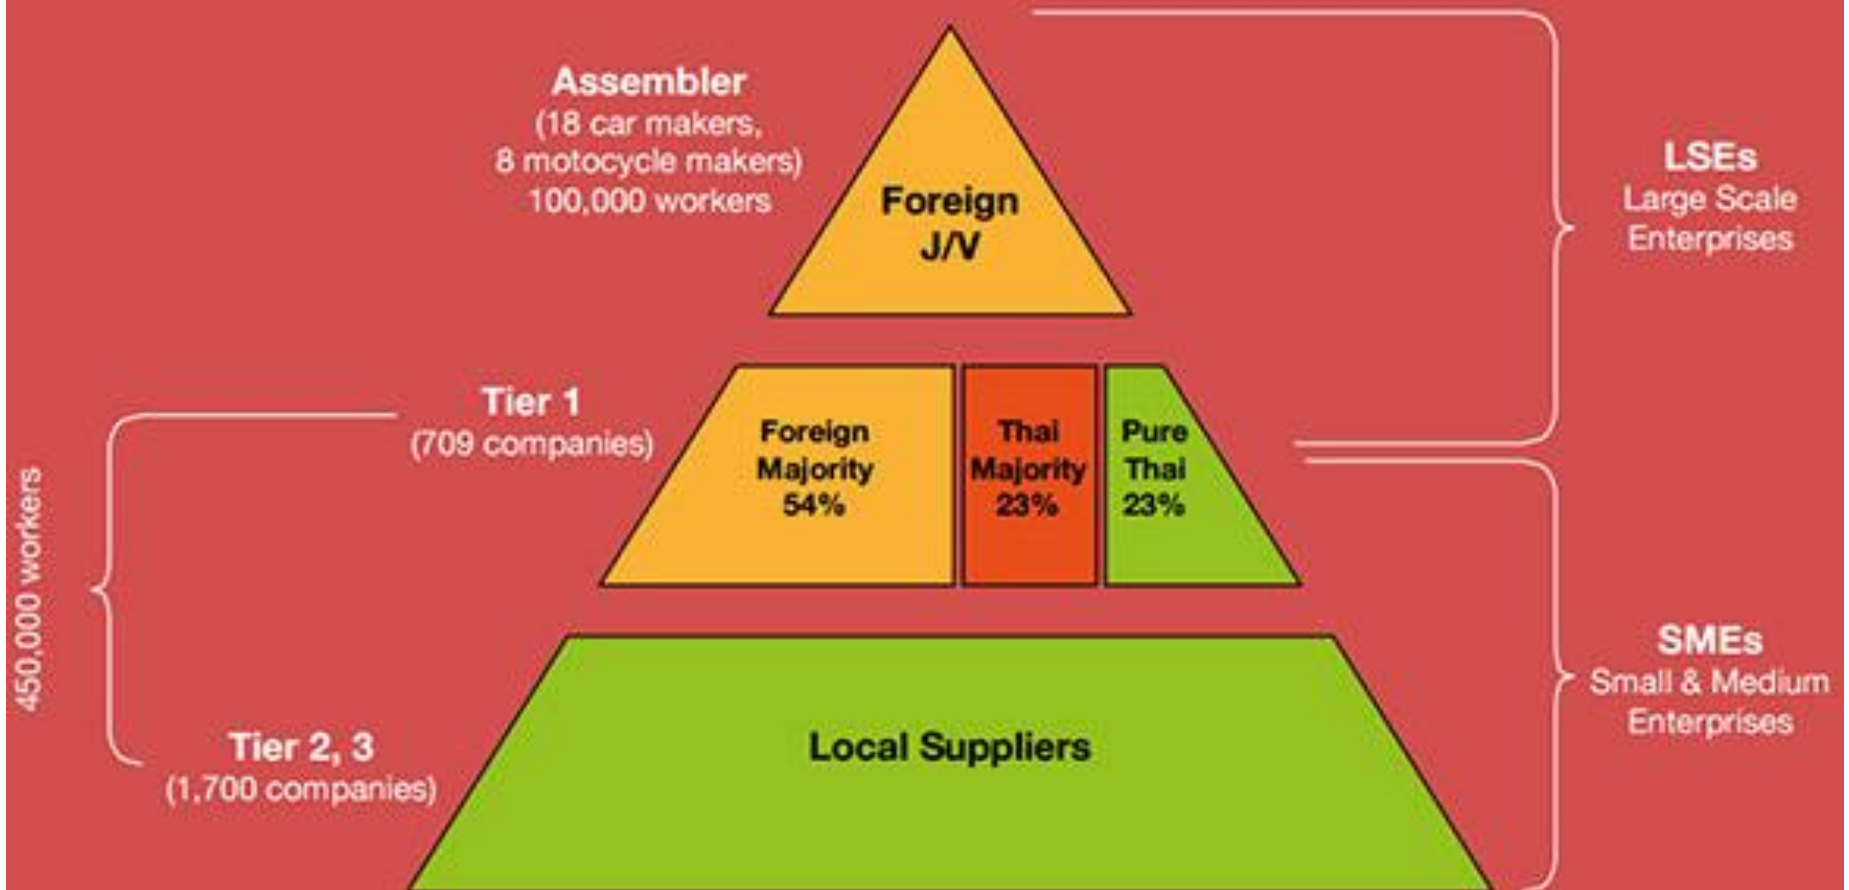 Assembler
(18 car makers,
8 motocycle makers)
100,000 workers
Foreign
J/V
LSEs
Large Scale
Enterprises
Tier 1
(709 companies)
Foreign
Majority
54%
Thai
Majority
23%
Pure
Thai
23%
450,000 workers
Tier 2, 3
(1,700 companies)
Local Suppliers
SMEs
Small & Medium
Enterprises